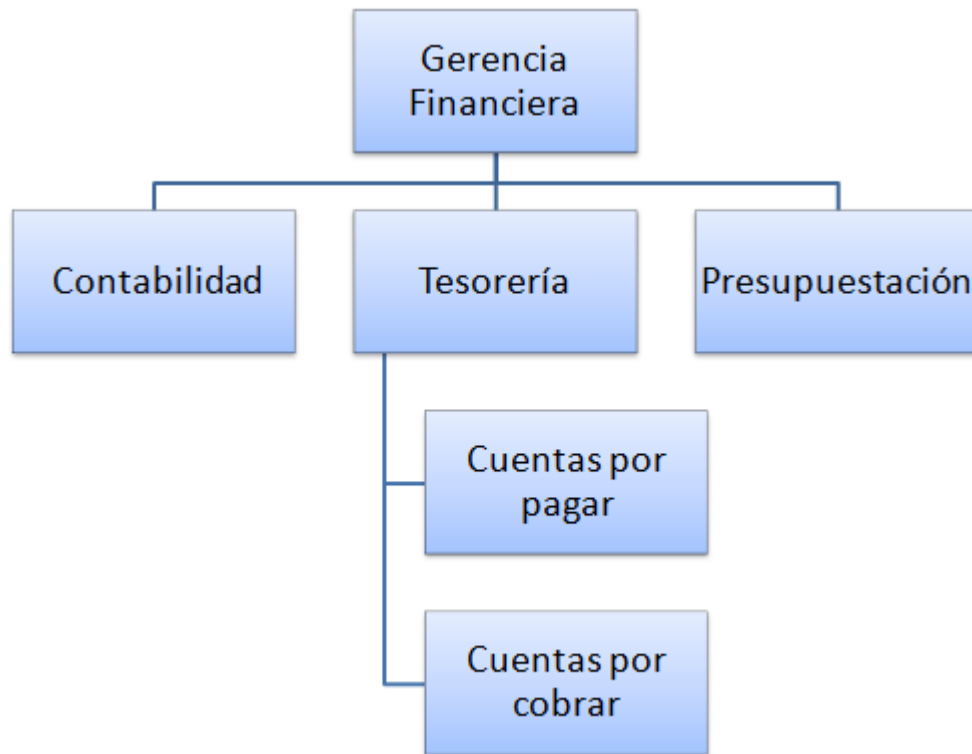 Gerencia
Financiera
Contabilidad
Tesorería
Presupuestación
Cuentas por
pagar
Cuentas por
cobrar